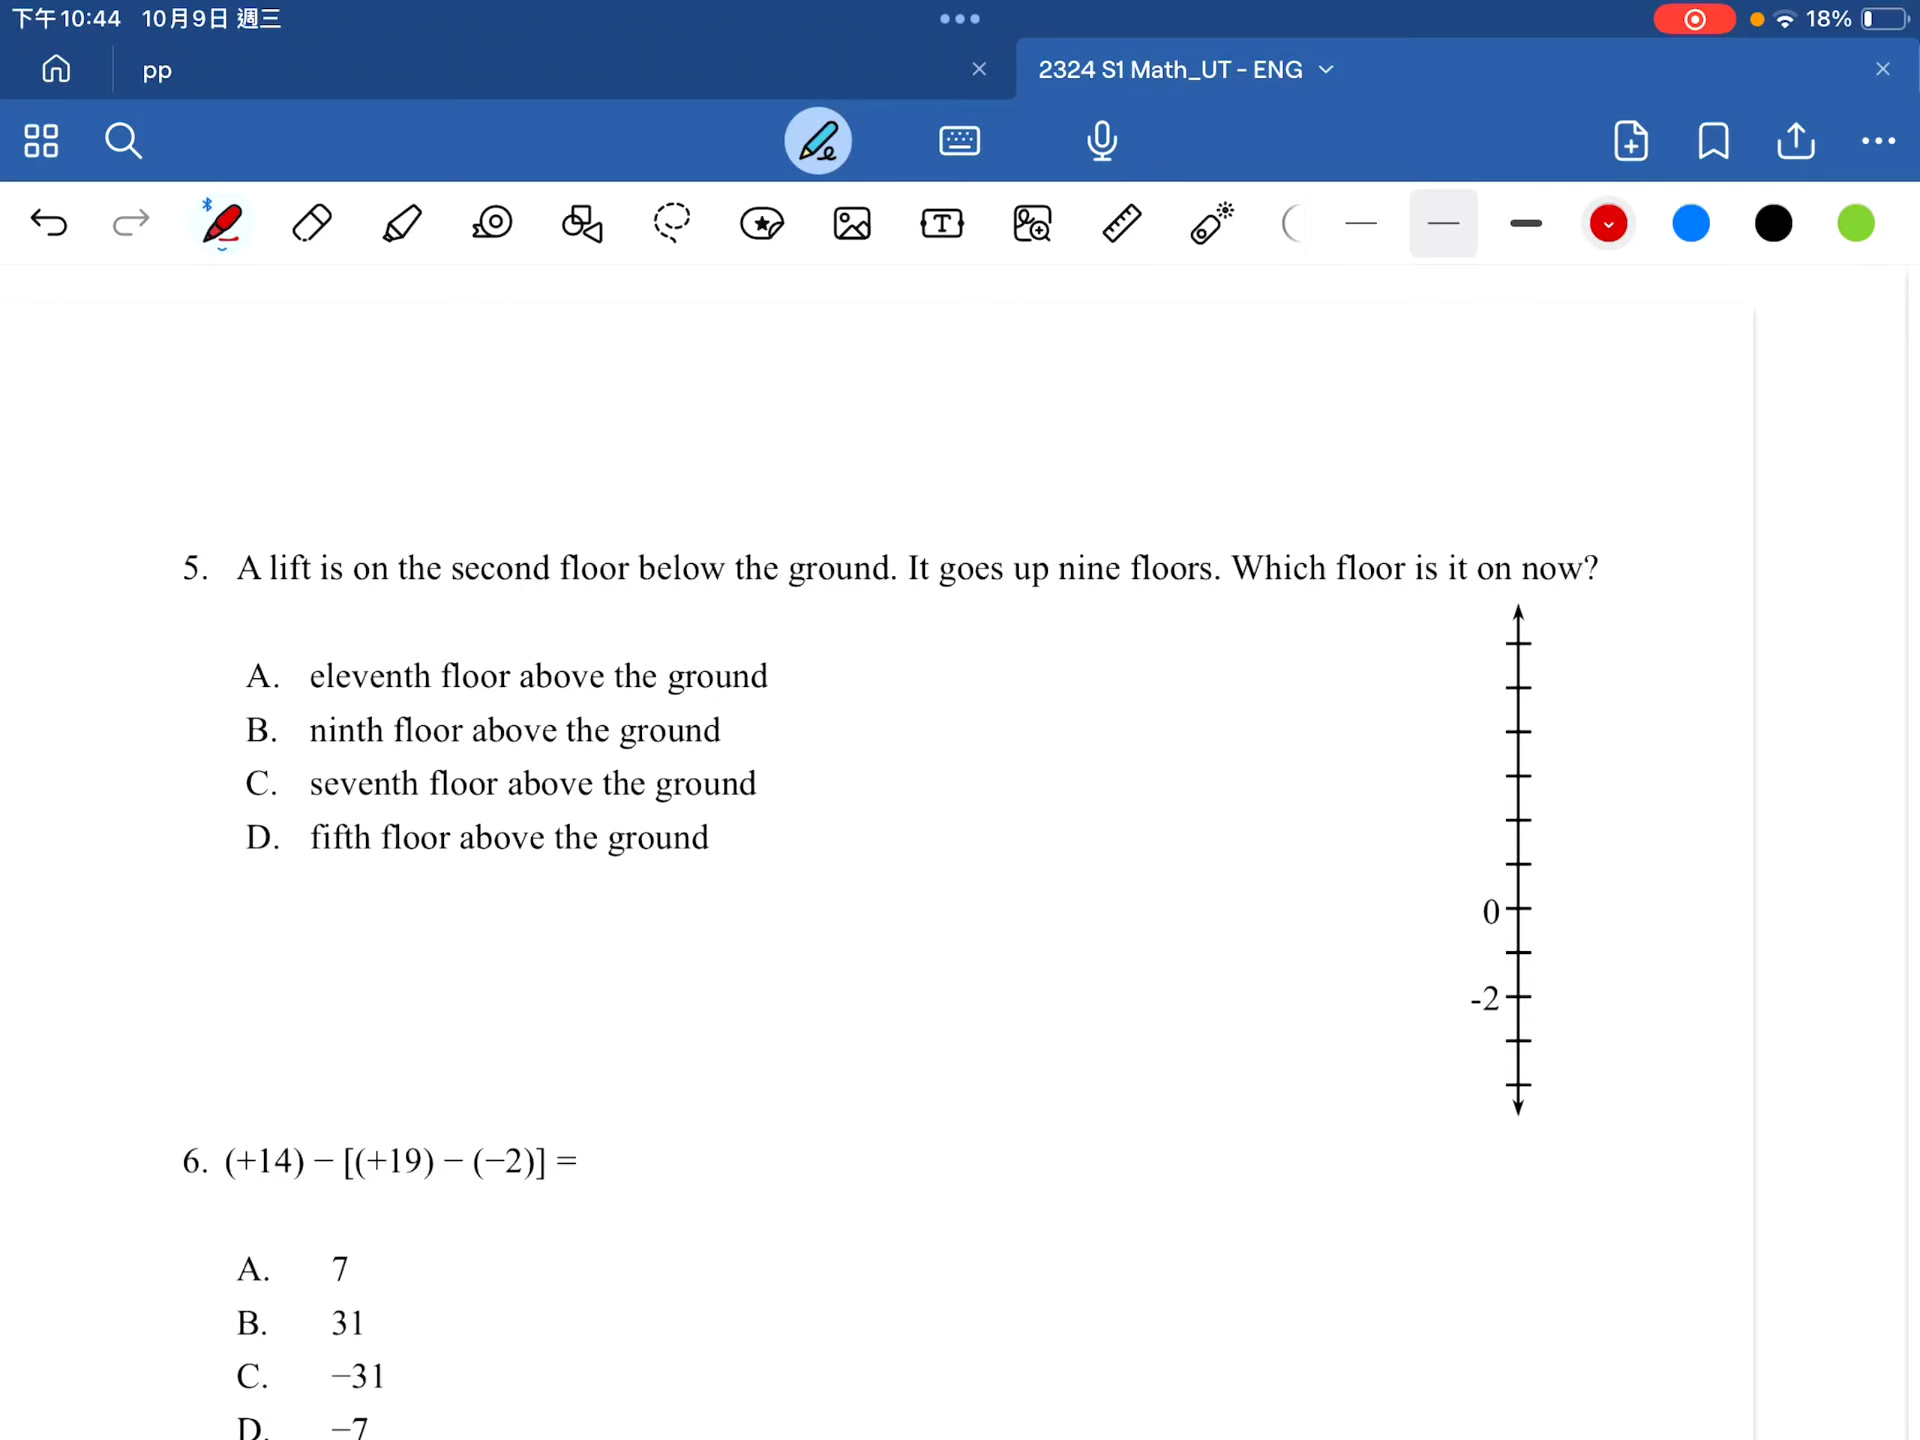 下午10:44 10月9日 週三
18%
pp
2324 S1 Math_UT - ENG
5. A lift is on the second floor below the ground. It goes up nine floors. Which floor is it on now?
A. eleventh floor above the ground
B. ninth floor above the ground
C. seventh floor above the ground
D. fifth floor above the ground
0
-2
6. (+14) − [(+19) − (−2)] =
A. 7
B. 31
C. −31
D. −7